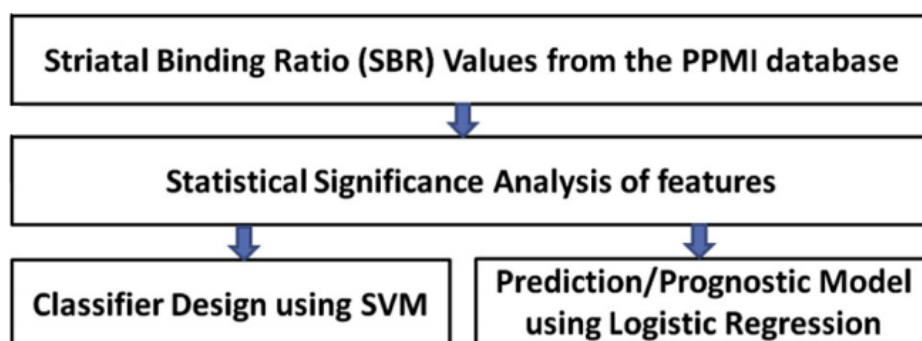 Striatal Binding Ratio (SBR) Values from the PPMI database
Statistical Significance Analysis of features
Classifier Design using SVM
Prediction/Prognostic Model
using Logistic Regression